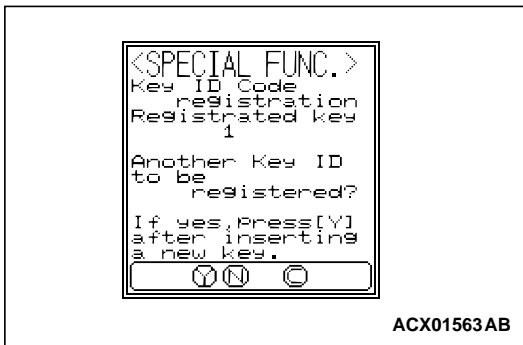 <SPECIAL FUNC.>
Key ID Code
registration
Registrated key
1
Another Key ID
to be
registered?
If yes,Press[Y]
after inserting
a new key.
Y N C
ACX01563AB